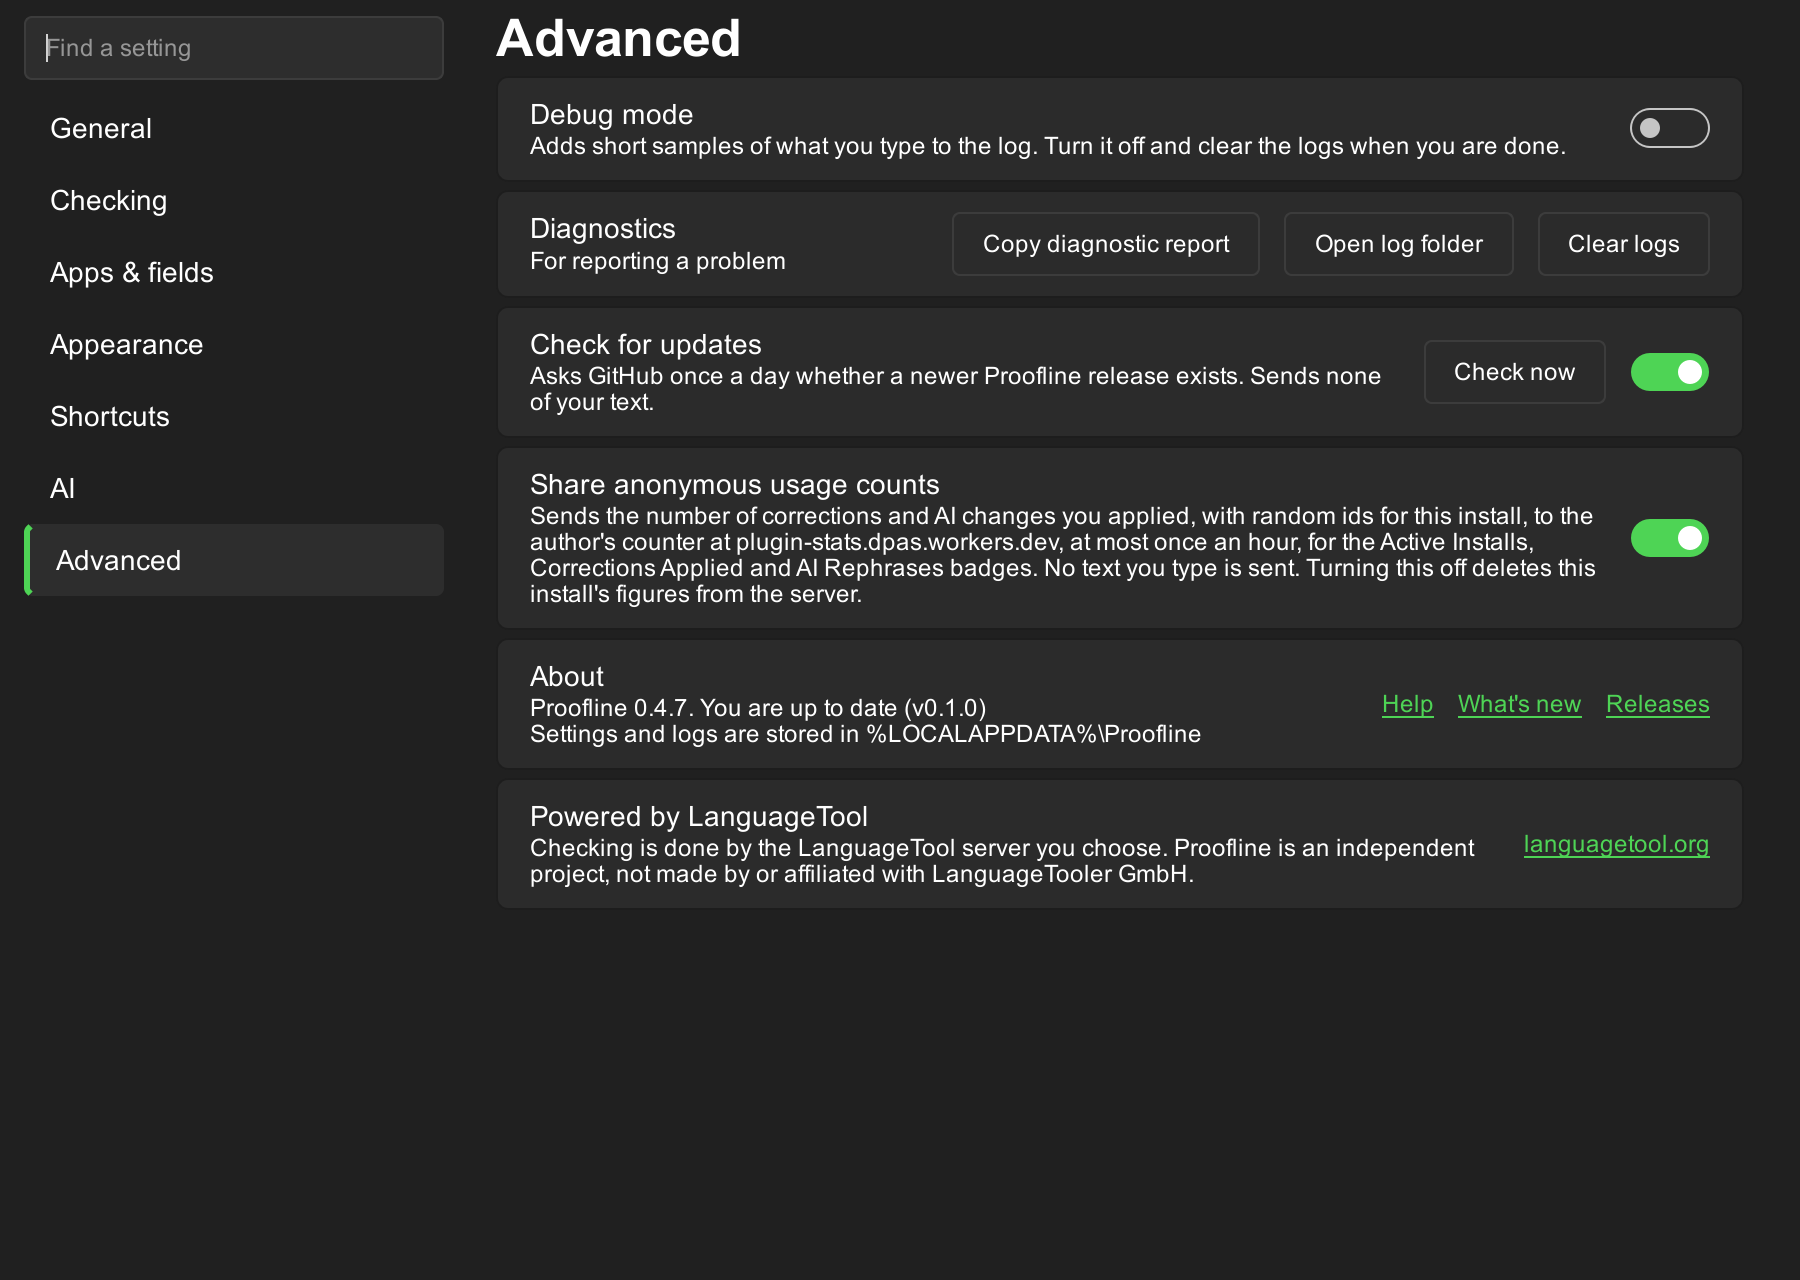 Find a setting
General
Checking
Apps & fields
Appearance
Shortcuts
AI
Advanced
Advanced
Debug mode
Adds short samples of what you type to the log. Turn it off and clear the logs when you are done.
Diagnostics
For reporting a problem
Copy diagnostic report
Open log folder
Clear logs
Check for updates
Asks GitHub once a day whether a newer Proofline release exists. Sends none
of your text.
Check now
Share anonymous usage counts
Sends the number of corrections and AI changes you applied, with random ids for this install, to the
author's counter at plugin-stats.dpas.workers.dev, at most once an hour, for the Active Installs,
Corrections Applied and AI Rephrases badges. No text you type is sent. Turning this off deletes this
install's figures from the server.
About
Proofline 0.4.7. You are up to date (v0.1.0)
Settings and logs are stored in %LOCALAPPDATA%\Proofline
Help
What's new
Releases
Powered by LanguageTool
Checking is done by the LanguageTool server you choose. Proofline is an independent
project, not made by or affiliated with LanguageTooler GmbH.
languagetool.org